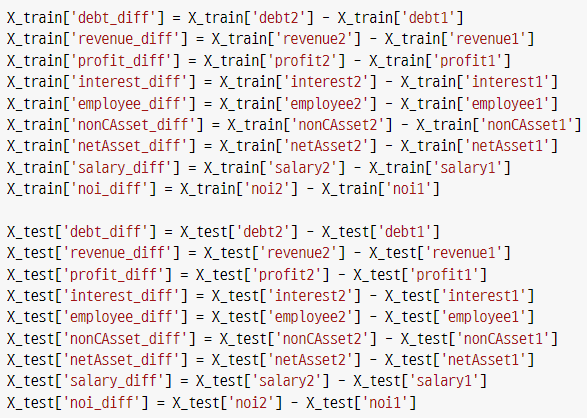 X_train['debt_diff'] = X_train['debt2'] - X_train['debt1']
X_train['revenue_diff'] = X_train['revenue2'] - X_train['revenue1']
X_train['profit_diff'] = X_train['profit2'] - X_train['profit1']
X_train['interest_diff'] = X_train['interest2'] - X_train['interest1']
X_train['employee_diff'] = X_train['employee2'] - X_train['employee1']
X_train['nonCAsset_diff'] = X_train['nonCAsset2'] - X_train['nonCAsset1']
X_train['netAsset_diff'] = X_train['netAsset2'] - X_train['netAsset1']
X_train['salary_diff'] = X_train['salary2'] - X_train['salary1']
X_train['noi_diff'] = X_train['noi2'] - X_train['noi1']

X_test['debt_diff'] = X_test['debt2'] - X_test['debt1']
X_test['revenue_diff'] = X_test['revenue2'] - X_test['revenue1']
X_test['profit_diff'] = X_test['profit2'] - X_test['profit1']
X_test['interest_diff'] = X_test['interest2'] - X_test['interest1']
X_test['employee_diff'] = X_test['employee2'] - X_test['employee1']
X_test['nonCAsset_diff'] = X_test['nonCAsset2'] - X_test['nonCAsset1']
X_test['netAsset_diff'] = X_test['netAsset2'] - X_test['netAsset1']
X_test['salary_diff'] = X_test['salary2'] - X_test['salary1']
X_test['noi_diff'] = X_test['noi2'] - X_test['noi1']